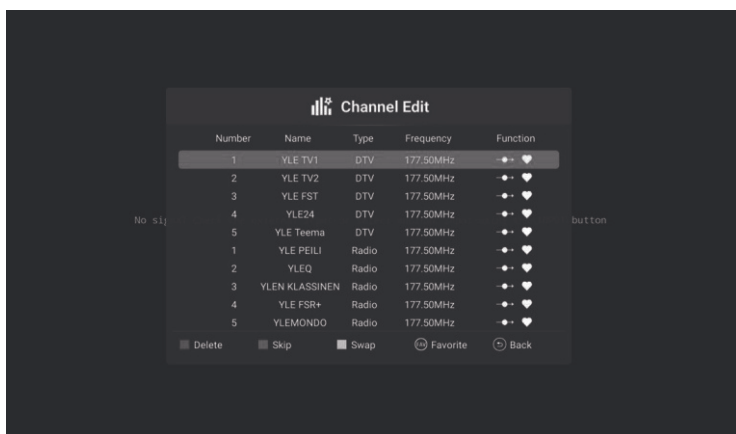 Channel Edit
Number Name Type Frequency Function
1 YLE TV1 DTV 177.50MHz
2 YLE TV2 DTV 177.50MHz
3 YLE FST DTV 177.50MHz
4 YLE24 DTV 177.50MHz
No sig button
5 YLE Teema DTV 177.50MHz
1 YLE PEILI Radio 177.50MHz
2 YLEQ Radio 177.50MHz
3 YLEN KLASSINEN Radio 177.50MHz
4 YLE FSR+ Radio 177.50MHz
5 YLEMONDO Radio 177.50MHz
Delete Skip Swap Favorite Back